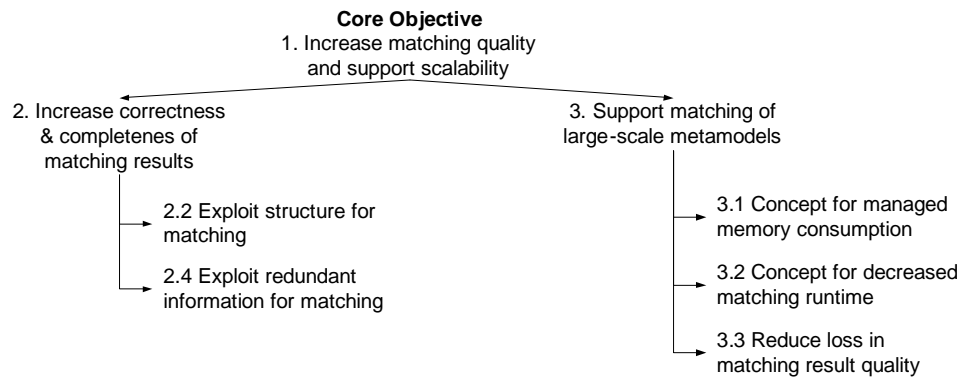 Core Objective
1. Increase matching quality
and support scalability
2. Increase correctness
& completenes of
matching results
3. Support matching of
large-scale metamodels
2.2 Exploit structure for
matching
2.4 Exploit redundant
information for matching
3.1 Concept for managed
memory consumption
3.2 Concept for decreased
matching runtime
3.3 Reduce loss in
matching result quality